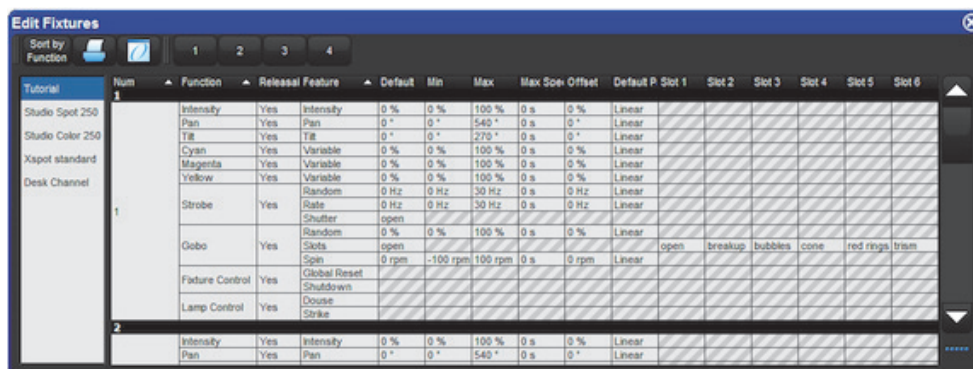 Edit Fixtures
Sort by Function 1 2 3 4
Tutorial
Studio Spot 250
Studio Color 250
Xspot standard
Desk Channel
Num Function Releasal Feature Default Min Max Max Spe Offset Default P Slot 1 Slot 2 Slot 3 Slot 4 Slot 5 Slot 6
1
Intensity Yes Intensity 0 % 0 % 100 % 0 s 0 % Linear
Pan Yes Pan 0 ° 0 ° 540 ° 0 s 0 ° Linear
Tilt Yes Tilt 0 ° 0 ° 270 ° 0 s 0 ° Linear
Cyan Yes Variable 0 % 0 % 100 % 0 s 0 % Linear
Magenta Yes Variable 0 % 0 % 100 % 0 s 0 % Linear
Yellow Yes Variable 0 % 0 % 100 % 0 s 0 % Linear
1 Strobe Yes Random 0 Hz 0 Hz 30 Hz 0 s 0 Hz Linear
Rate 0 Hz 0 Hz 30 Hz 0 s 0 Hz Linear
Shutter open
Gobo Yes Random 0 % 0 % 100 % 0 s 0 % Linear
Slots open open breakup bubbles cone red rings trism
Spin 0 rpm -100 rpm 100 rpm 0 s 0 rpm Linear
Fixture Control Yes Global Reset
Shutdown
Lamp Control Yes Douse
Strike
2
Intensity Yes Intensity 0 % 0 % 100 % 0 s 0 % Linear
Pan Yes Pan 0 ° 0 ° 540 ° 0 s 0 ° Linear